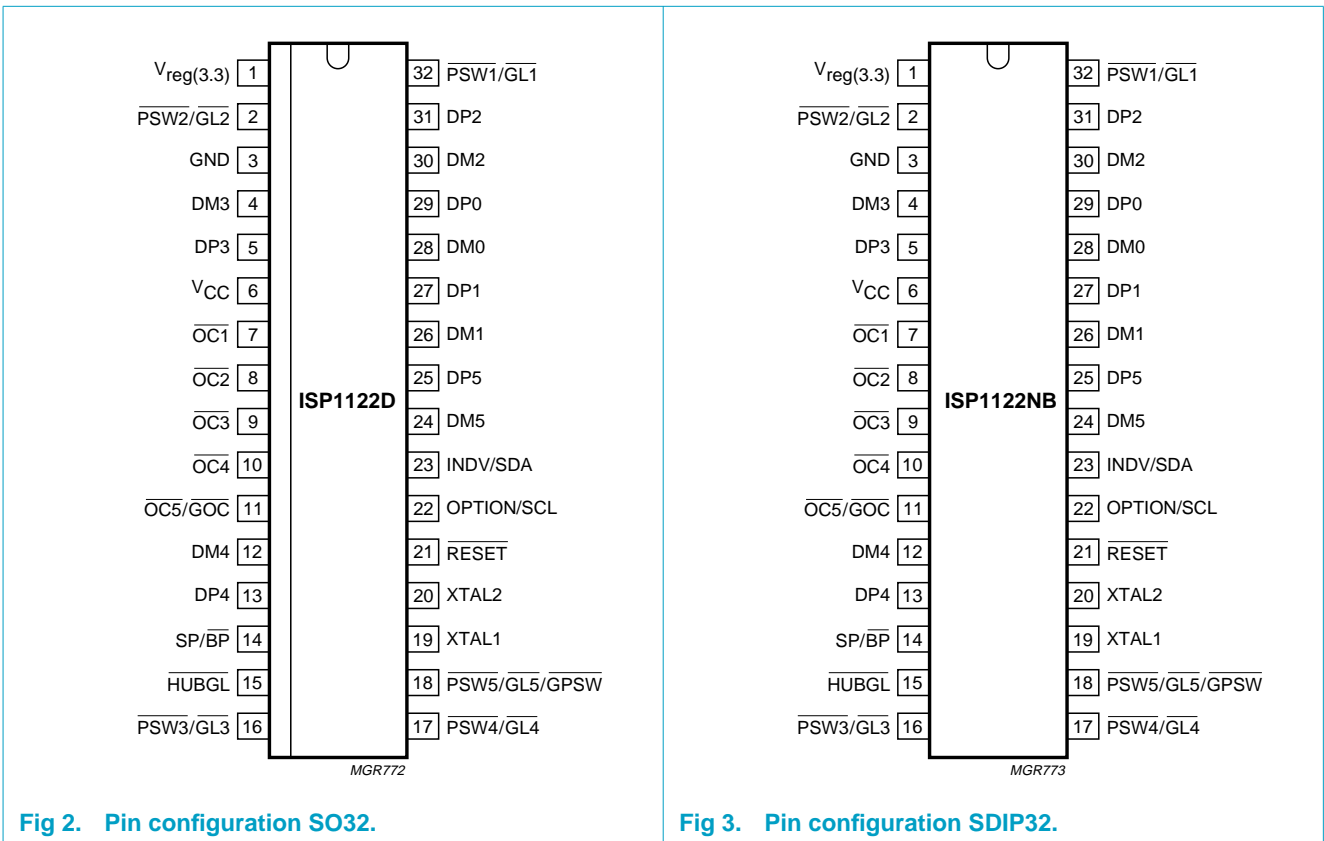 Vreg(3.3) 1 32 PSW1/GL1
PSW2/GL2 2 31 DP2
GND 3 30 DM2
DM3 4 29 DP0
DP3 5 28 DM0
VCC 6 27 DP1
OC1 7 26 DM1
OC2 8 25 DP5
ISP1122D
OC3 9 24 DM5
OC4 10 23 INDV/SDA
OC5/GOC 11 22 OPTION/SCL
DM4 12 21 RESET
DP4 13 20 XTAL2
SP/BP 14 19 XTAL1
HUBGL 15 18 PSW5/GL5/GPSW
PSW3/GL3 16 17 PSW4/GL4
MGR772
Fig 2. Pin configuration SO32.
Vreg(3.3) 1 32 PSW1/GL1
PSW2/GL2 2 31 DP2
GND 3 30 DM2
DM3 4 29 DP0
DP3 5 28 DM0
VCC 6 27 DP1
OC1 7 26 DM1
OC2 8 25 DP5
ISP1122NB
OC3 9 24 DM5
OC4 10 23 INDV/SDA
OC5/GOC 11 22 OPTION/SCL
DM4 12 21 RESET
DP4 13 20 XTAL2
SP/BP 14 19 XTAL1
HUBGL 15 18 PSW5/GL5/GPSW
PSW3/GL3 16 17 PSW4/GL4
MGR773
Fig 3. Pin configuration SDIP32.